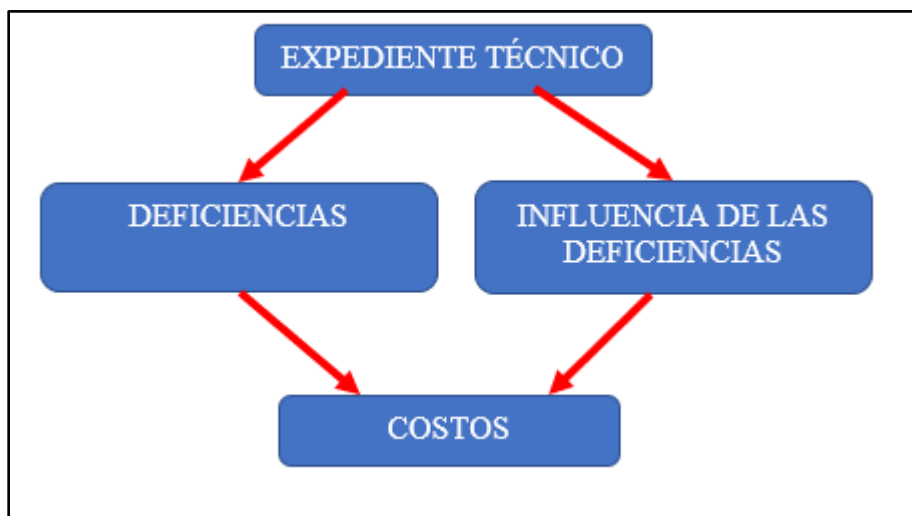 EXPEDIENTE TÉCNICO
DEFICIENCIAS
INFLUENCIA DE LAS
DEFICIENCIAS
COSTOS